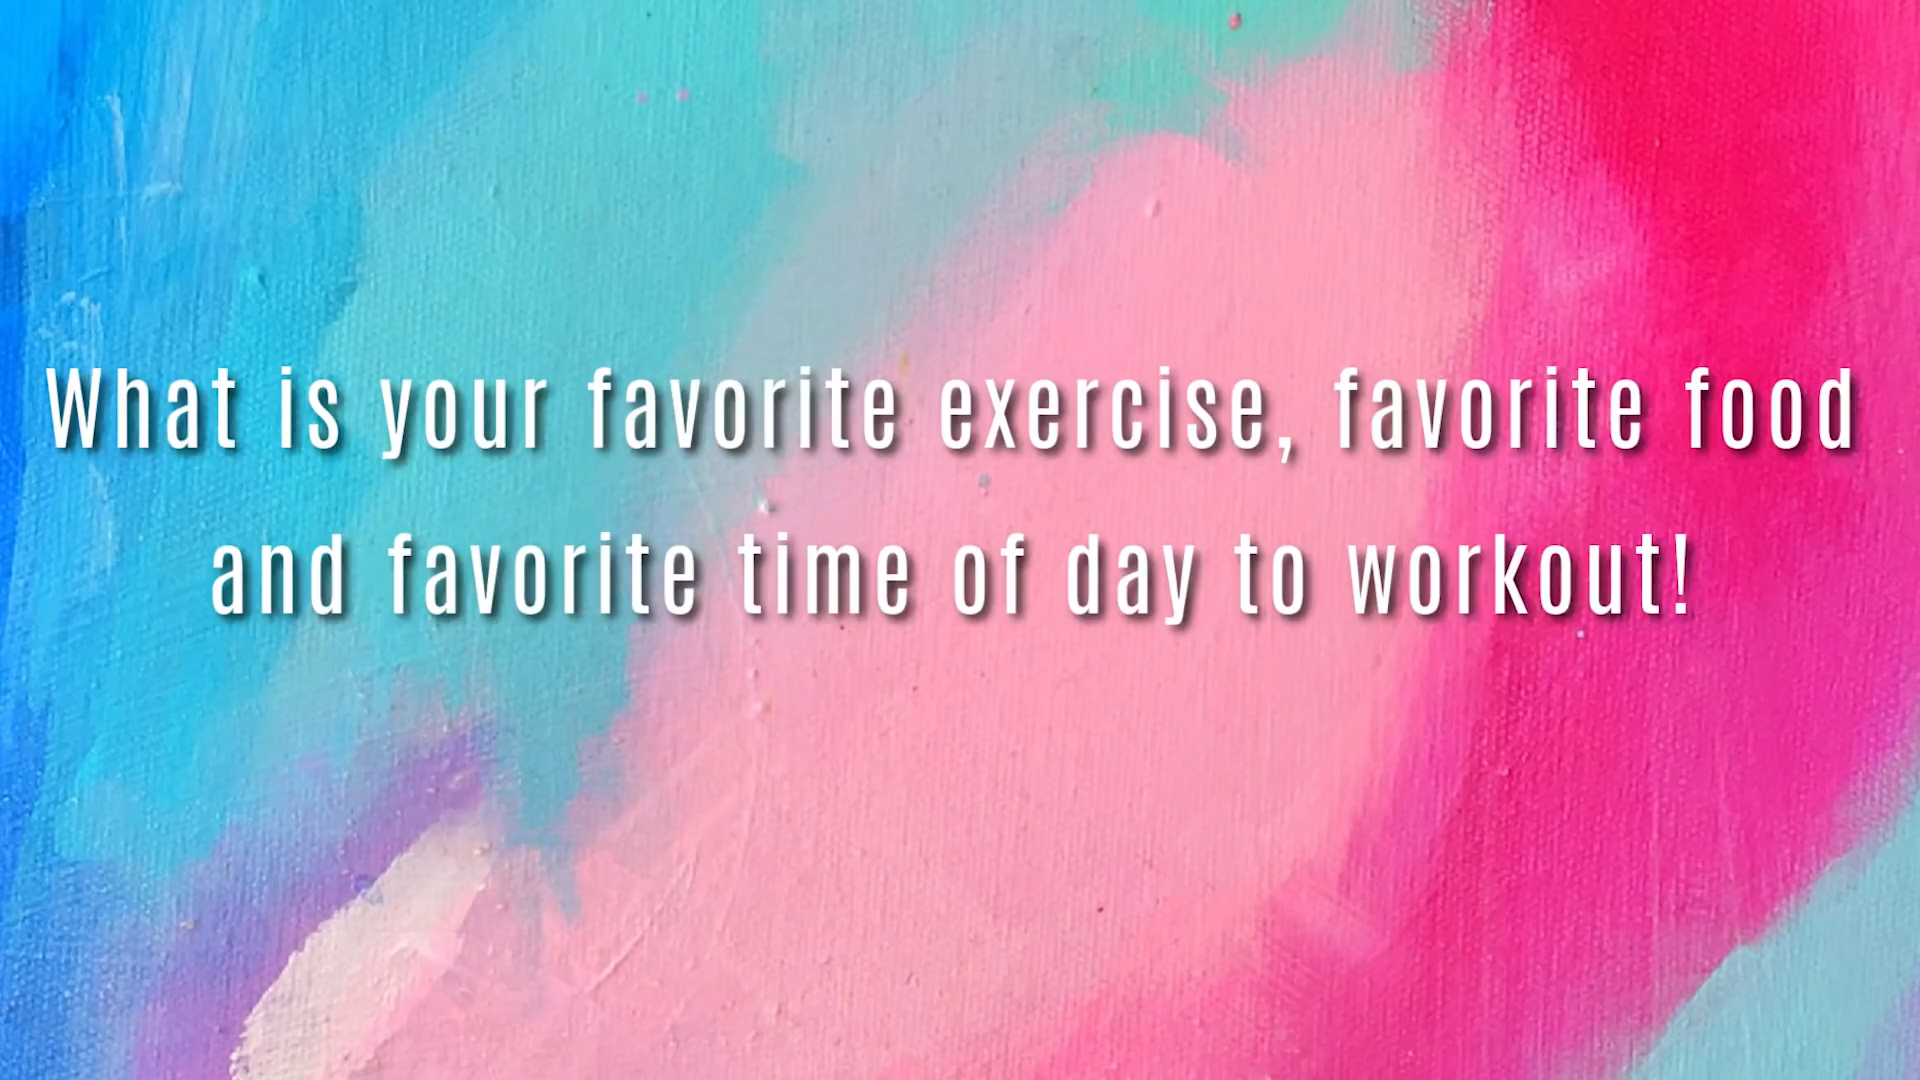 What is your favorite exercise, favorite food
and favorite time of day to workout!